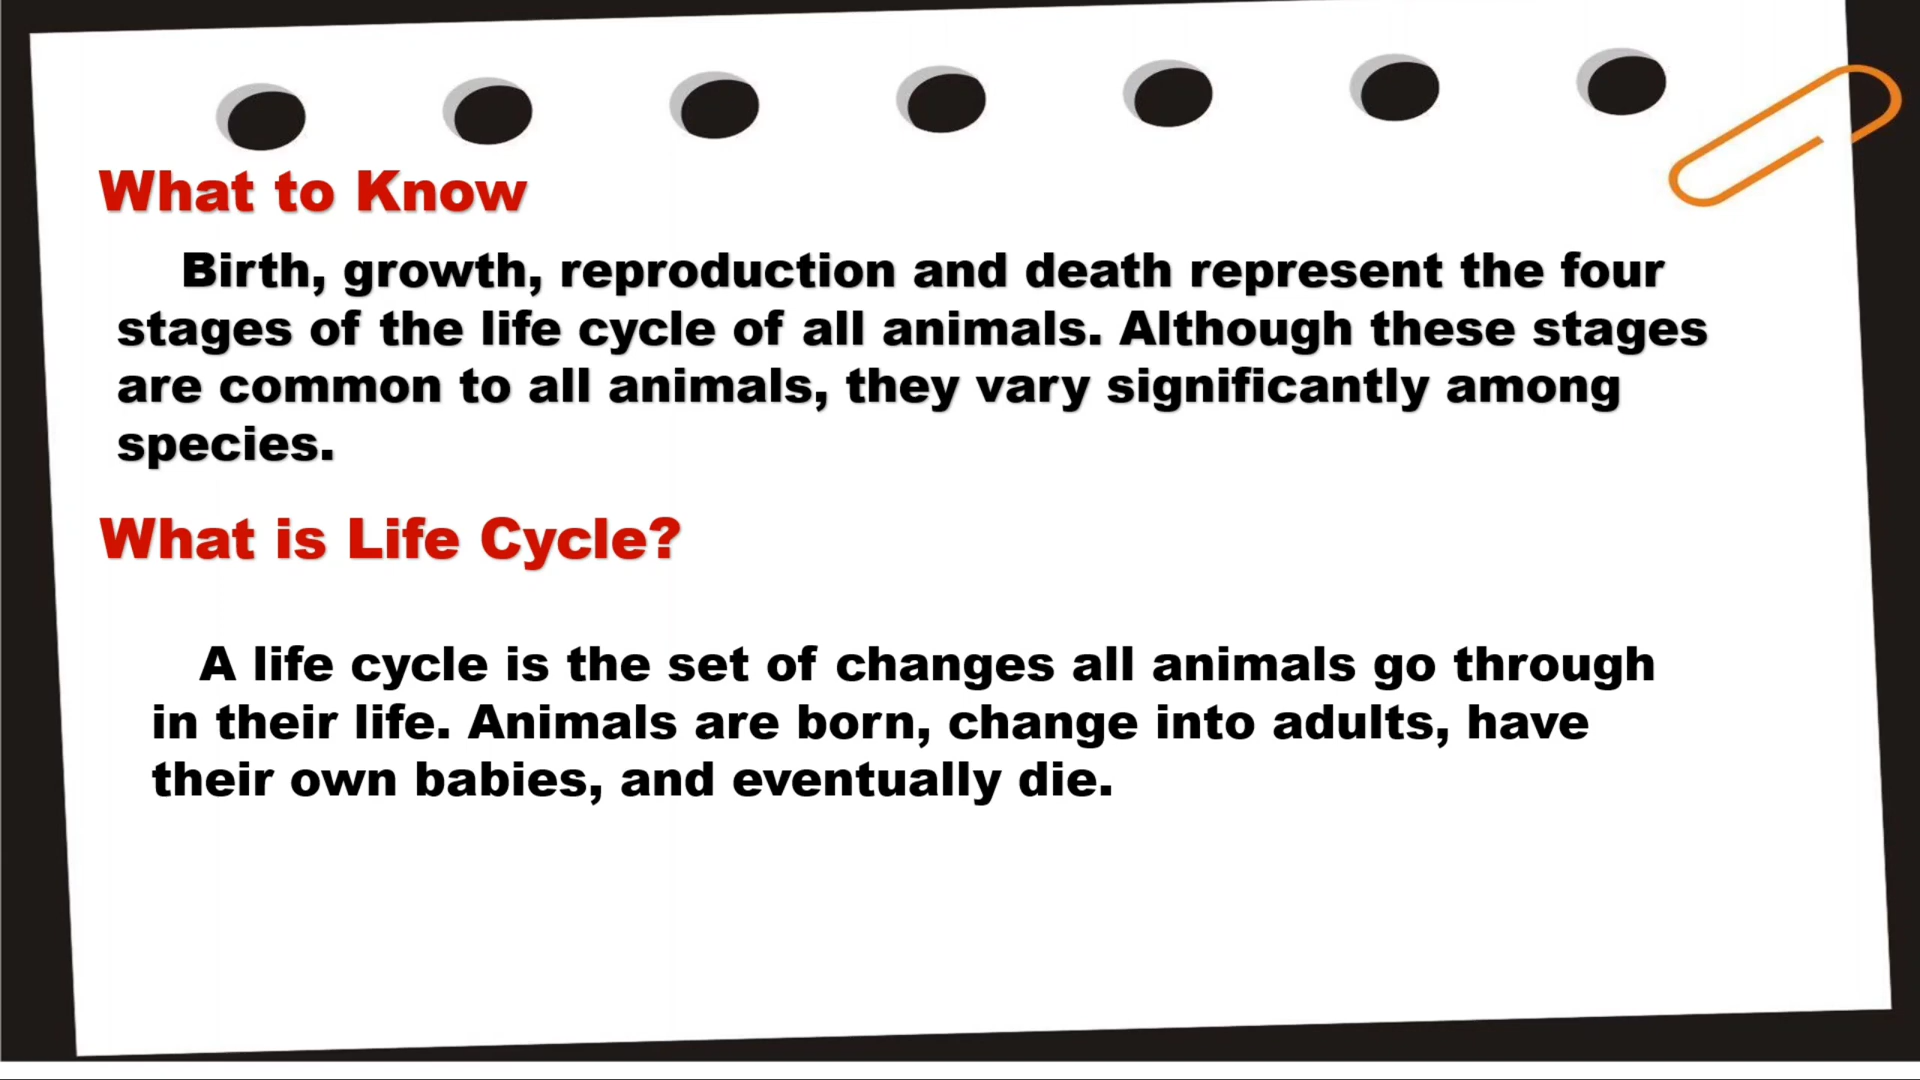 What to Know
Birth, growth, reproduction and death represent the four
stages of the life cycle of all animals. Although these stages
are common to all animals, they vary significantly among
species.
What is Life Cycle?
A life cycle is the set of changes all animals go through
in their life. Animals are born, change into adults, have
their own babies, and eventually die.